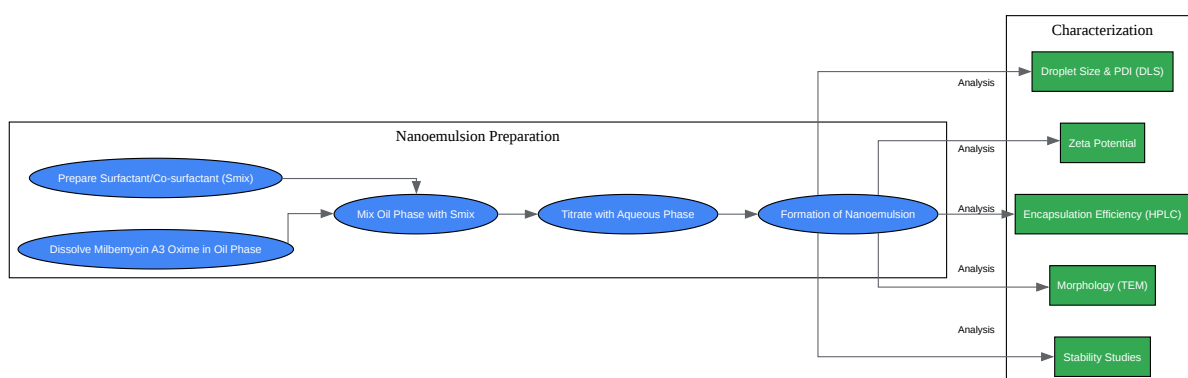 Nanoemulsion Preparation
Prepare Surfactant/Co-surfactant (Smix)
Dissolve Milbemycin A3 Oxime in Oil Phase
Mix Oil Phase with Smix
Titrate with Aqueous Phase
Formation of Nanoemulsion
Analysis
Analysis
Analysis
Analysis
Analysis
Characterization
Droplet Size & PDI (DLS)
Zeta Potential
Encapsulation Efficiency (HPLC)
Morphology (TEM)
Stability Studies